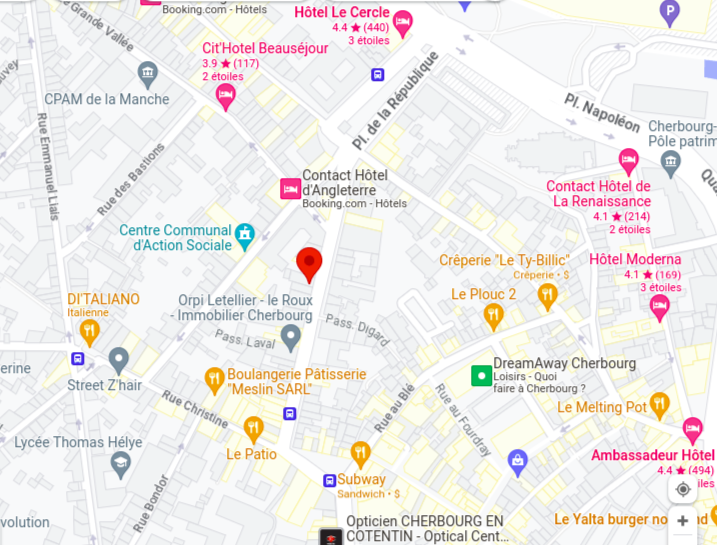 Booking.com - Hôtels
Hôtel Le Cercle
4.4 ★ (440)
3 étoiles
P
Grande Vallée
Cit'Hotel Beauséjour
3.9 ★ (117)
2 étoiles
CPAM de la Manche
Pl. de la République
Pl. Napoléon
Cherbourg-
Pôle patrim
Rue Emmanuel Liais
Rue des Bastions
Contact Hôtel
d'Angleterre
Booking.com - Hôtels
Contact Hôtel de
La Renaissance
4.1 ★ (214)
2 étoiles
Centre Communal
d'Action Sociale
Crêperie "Le Ty-Billic"
Crêperie • $
Hôtel Moderna
4.1 ★ (169)
3 étoiles
Le Plouc 2
DI'TALIANO
Italienne
Orpi Letellier - le Roux
- Immobilier Cherbourg
Pass. Digard
Pass. Laval
Street Z'hair
Boulangerie Pâtisserie
"Meslin SARL"
DreamAway Cherbourg
Loisirs - Quoi
faire à Cherbourg ?
Rue Christine
Rue au Blé
Rue au Fourdray
Le Melting Pot
Lycée Thomas Hélye
Le Patio
Subway
Sandwich • $
Ambassadeur Hôtel
4.4 ★ (494)
iles
Rue Bondor
volution
Opticien CHERBOURG EN
COTENTIN - Optical Cent...
Le Yalta burger no
nd
+